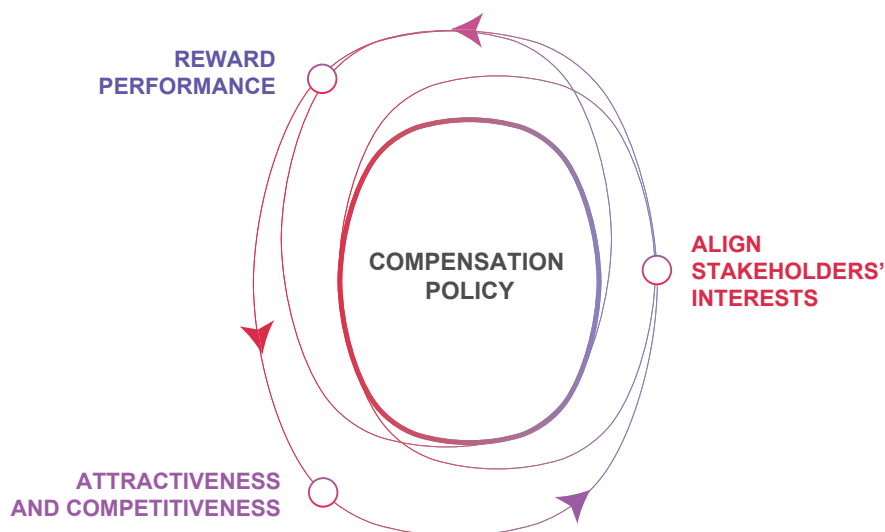 REWARD
PERFORMANCE
COMPENSATION
POLICY
ALIGN
STAKEHOLDERS’
INTERESTS
ATTRACTIVENESS
AND COMPETITIVENESS